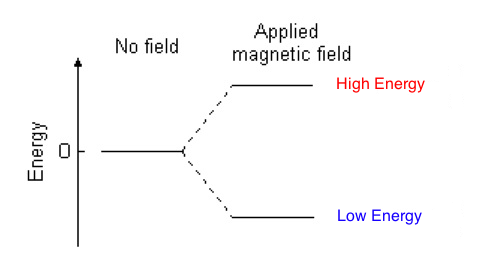 No field
Applied
magnetic field
High Energy
Energy
0
Low Energy